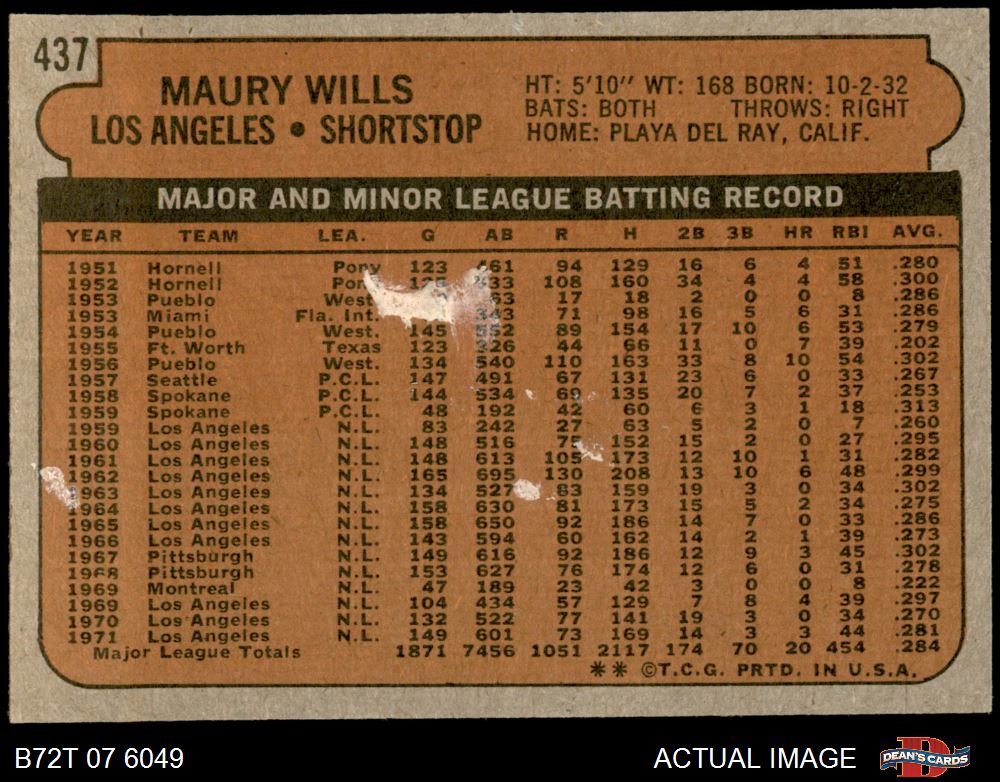 437
MAURY WILLS
LOS ANGELES • SHORTSTOP
HT: 5'10" WT: 168 BORN: 10-2-32
BATS: BOTH THROWS: RIGHT
HOME: PLAYA DEL RAY, CALIF.
MAJOR AND MINOR LEAGUE BATTING RECORD
YEAR TEAM LEA. G AB R H 2B 3B HR RBI AVG.
1951 Hornell Pony 123 461 94 129 16 6 4 51 .280
1952 Hornell 108 160 34 4 4 58 .300
1953 Pueblo West. 17 18 2 0 0 8 .286
1953 Miami Fla. Int. 343 71 98 16 5 6 31 .286
1954 Pueblo West. 145 552 89 154 17 10 6 53 .279
1955 Ft. Worth Texas 123 326 44 66 11 0 7 39 .202
1956 Pueblo West. 134 540 110 163 33 8 10 54 .302
1957 Seattle P.C.L. 147 491 67 131 23 6 0 33 .267
1958 Spokane P.C.L. 144 534 69 135 20 7 2 37 .253
1959 Spokane P.C.L. 48 192 42 60 6 3 1 18 .313
1959 Los Angeles N.L. 83 242 27 63 5 2 0 7 .260
1960 Los Angeles N.L. 148 516 75 152 15 2 0 27 .295
1961 Los Angeles N.L. 148 613 105 173 12 10 1 31 .282
1962 Los Angeles N.L. 165 695 130 208 13 10 6 48 .299
1963 Los Angeles N.L. 134 527 83 159 19 3 0 34 .302
1964 Los Angeles N.L. 158 630 81 173 15 5 2 34 .275
1965 Los Angeles N.L. 158 650 92 186 14 7 0 33 .286
1966 Los Angeles N.L. 143 594 60 162 14 2 1 39 .273
1967 Pittsburgh N.L. 149 616 92 186 12 9 3 45 .302
1968 Pittsburgh N.L. 153 627 76 174 12 6 0 31 .278
1969 Montreal N.L. 47 189 23 42 3 0 0 8 .222
1969 Los Angeles N.L. 104 434 57 129 7 8 4 39 .297
1970 Los Angeles N.L. 132 522 77 141 19 3 0 34 .270
1971 Los Angeles N.L. 149 601 73 169 14 3 3 44 .281
Major League Totals 1871 7456 1051 2117 174 70 20 454 .284
** ©T.C.G. PRTD. IN U.S.A.
B72T 07 6049
ACTUAL IMAGE
D
DEAN'S CARDS